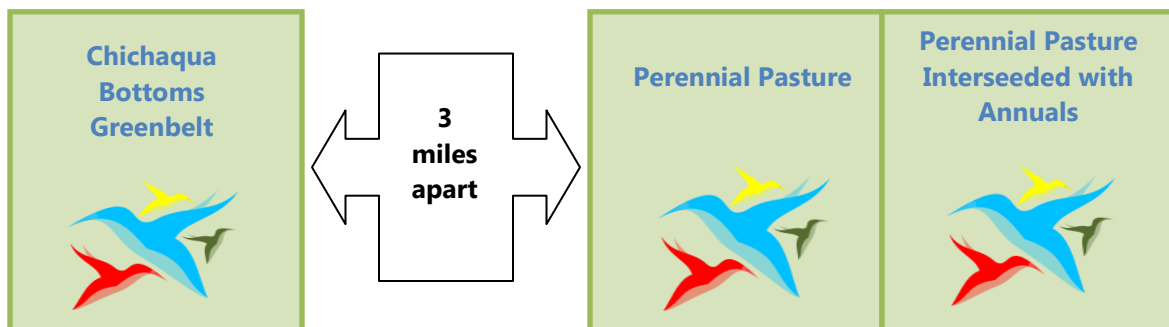 Chichaqua
Bottoms
Greenbelt
3
miles
apart
Perennial Pasture
Perennial Pasture
Interseeded with
Annuals